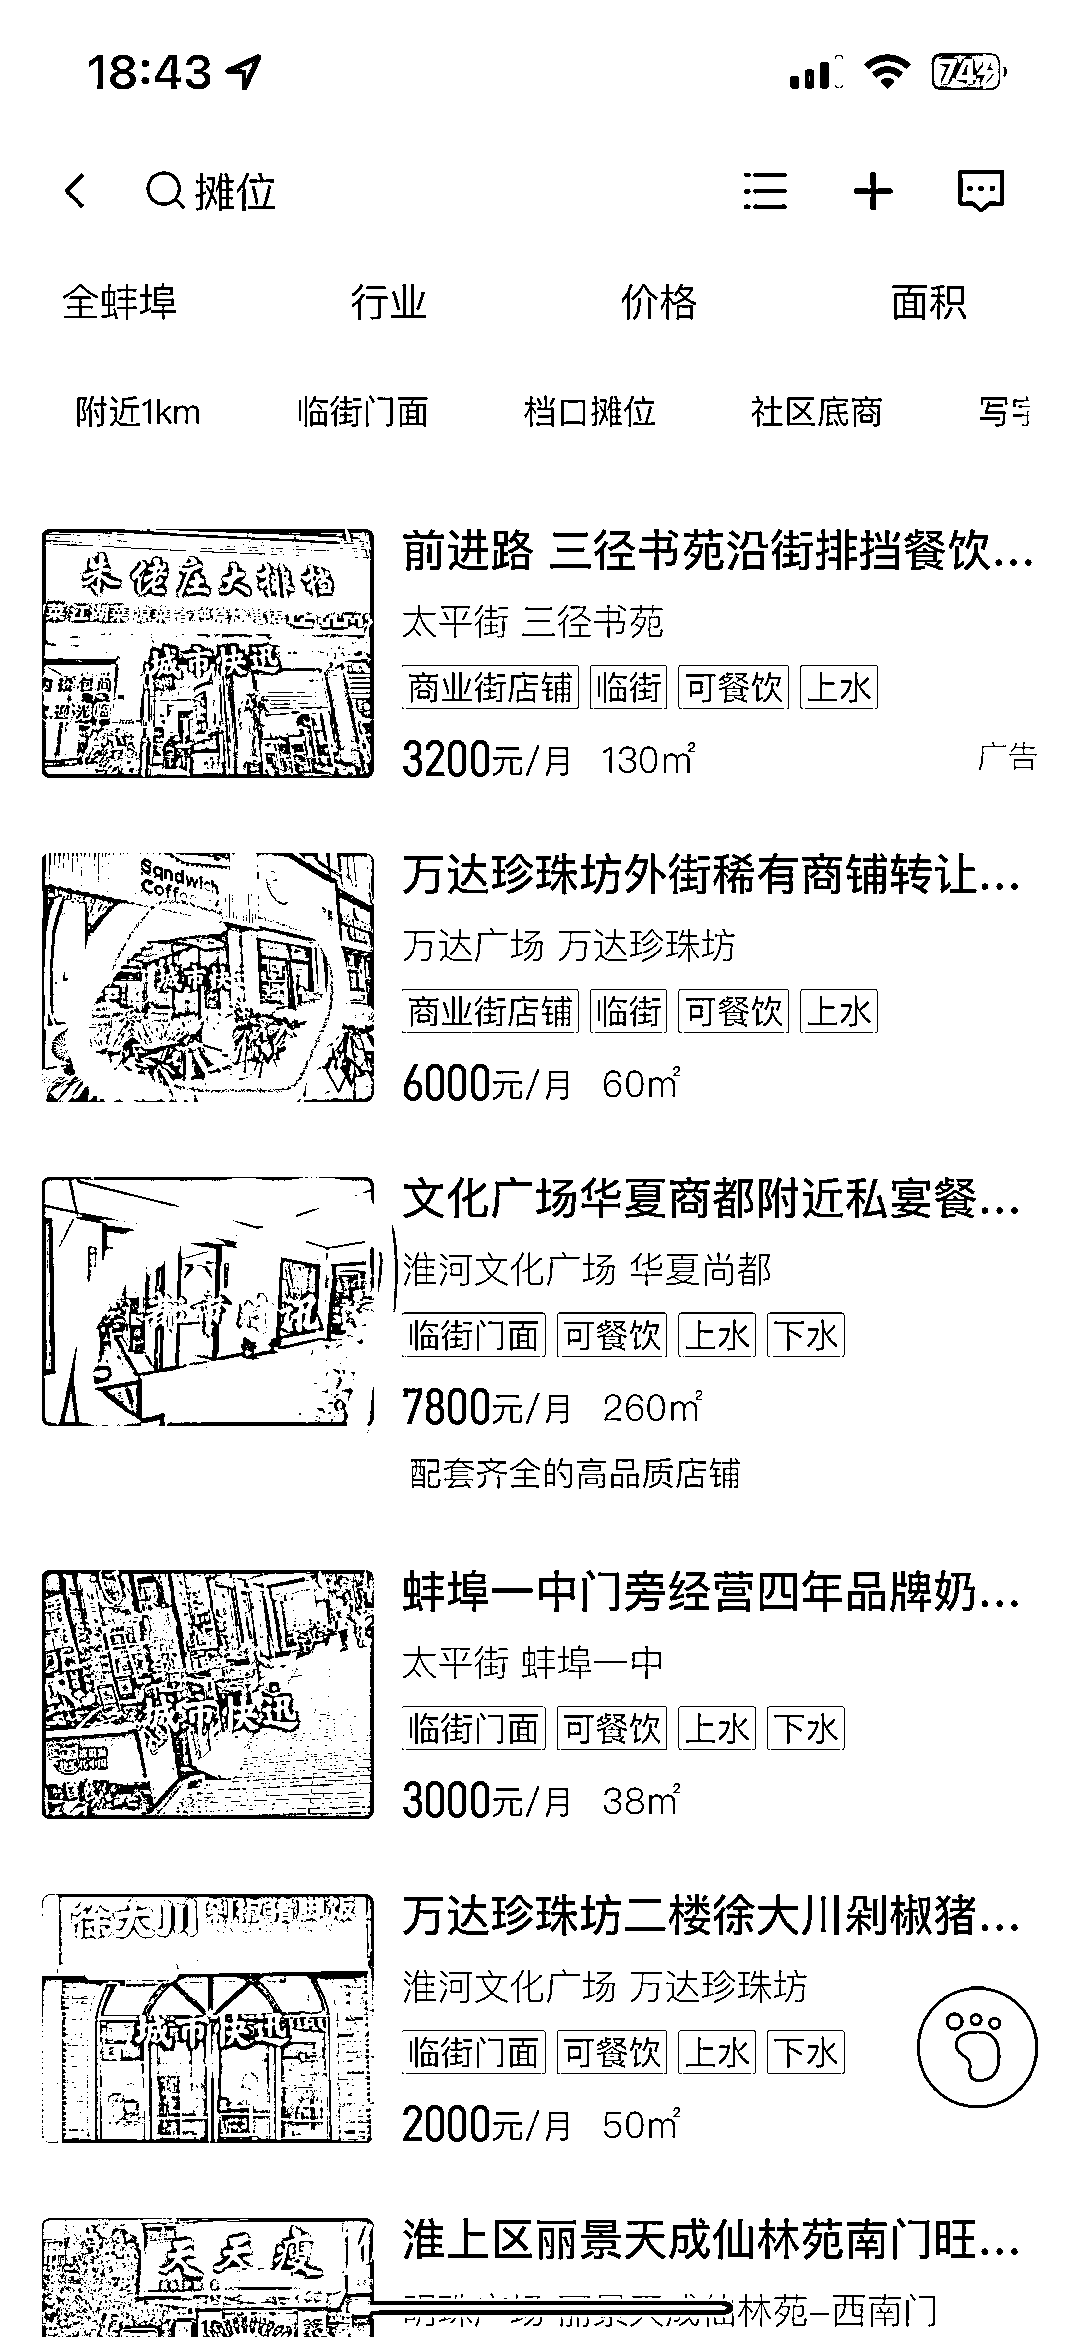 18:43
74
摊位
全蚌埠 行业 价格 面积
附近1km 临街门面 档口摊位 社区底商
朱佬庄大排档
城市快迅
前进路 三径书苑沿街排挡餐饮...
太平街 三径书苑
商业街店铺 临街 可餐饮 上水
3200元/月 130㎡
广告
Sandwich
Coffee
城市快
万达珍珠坊外街稀有商铺转让...
万达广场 万达珍珠坊
商业街店铺 临街 可餐饮 上水
6000元/月 60㎡
文化广场华夏商都附近私宴餐...
淮河文化广场 华夏尚都
临街门面 可餐饮 上水 下水
7800元/月 260㎡
配套齐全的高品质店铺
城市快迅
蚌埠一中门旁经营四年品牌奶...
太平街 蚌埠一中
临街门面 可餐饮 上水 下水
3000元/月 38㎡
徐大川
城市快迅
万达珍珠坊二楼徐大川剁椒猪...
淮河文化广场 万达珍珠坊
临街门面 可餐饮 上水 下水
2000元/月 50㎡
天天瘦
淮上区丽景天成仙林苑南门旺...
明珠广场 丽景天成仙林苑-西南门